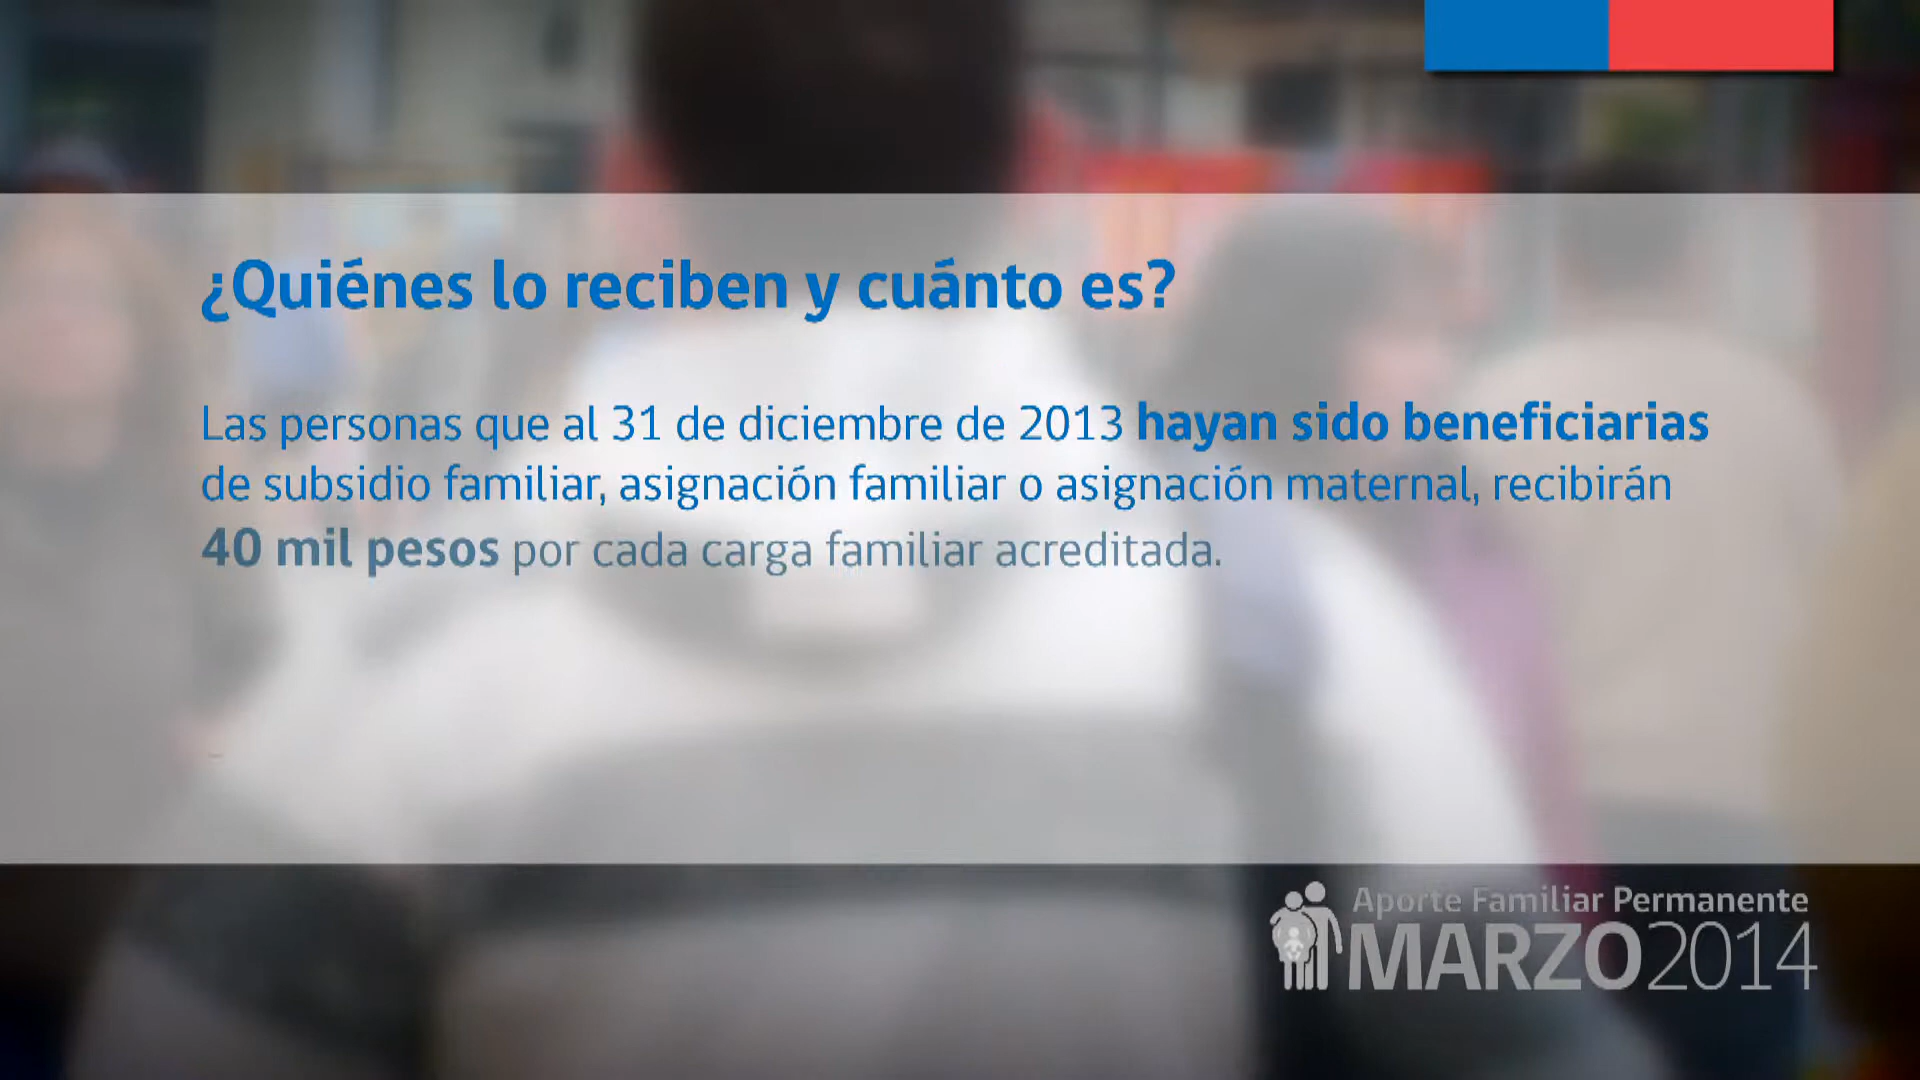 ¿Quiénes lo reciben y cuánto es?
Las personas que al 31 de diciembre de 2013 hayan sido beneficiarias
de subsidio familiar, asignación familiar o asignación maternal, recibirán
40 mil pesos por cada carga familiar acreditada.
Aporte Familiar Permanente
MARZO2014